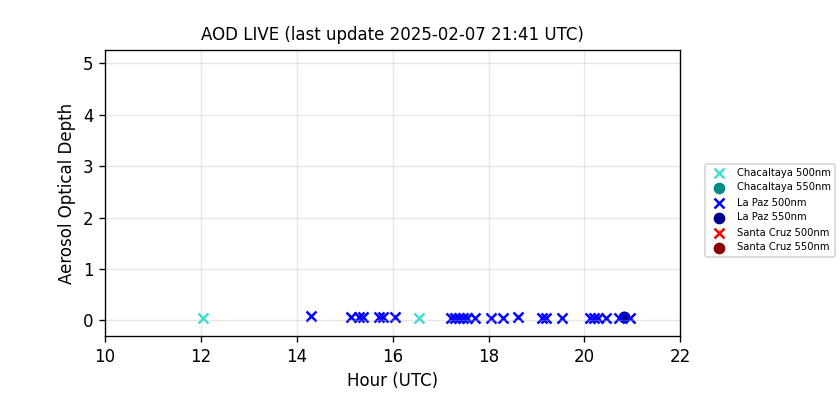 AOD LIVE (last update 2025-02-07 21:41 UTC)
Aerosol Optical Depth
5
4
3
2
1
0
10 12 14 16 18 20 22
Hour (UTC)
Chacaltaya 500nm
Chacaltaya 550nm
La Paz 500nm
La Paz 550nm
Santa Cruz 500nm
Santa Cruz 550nm